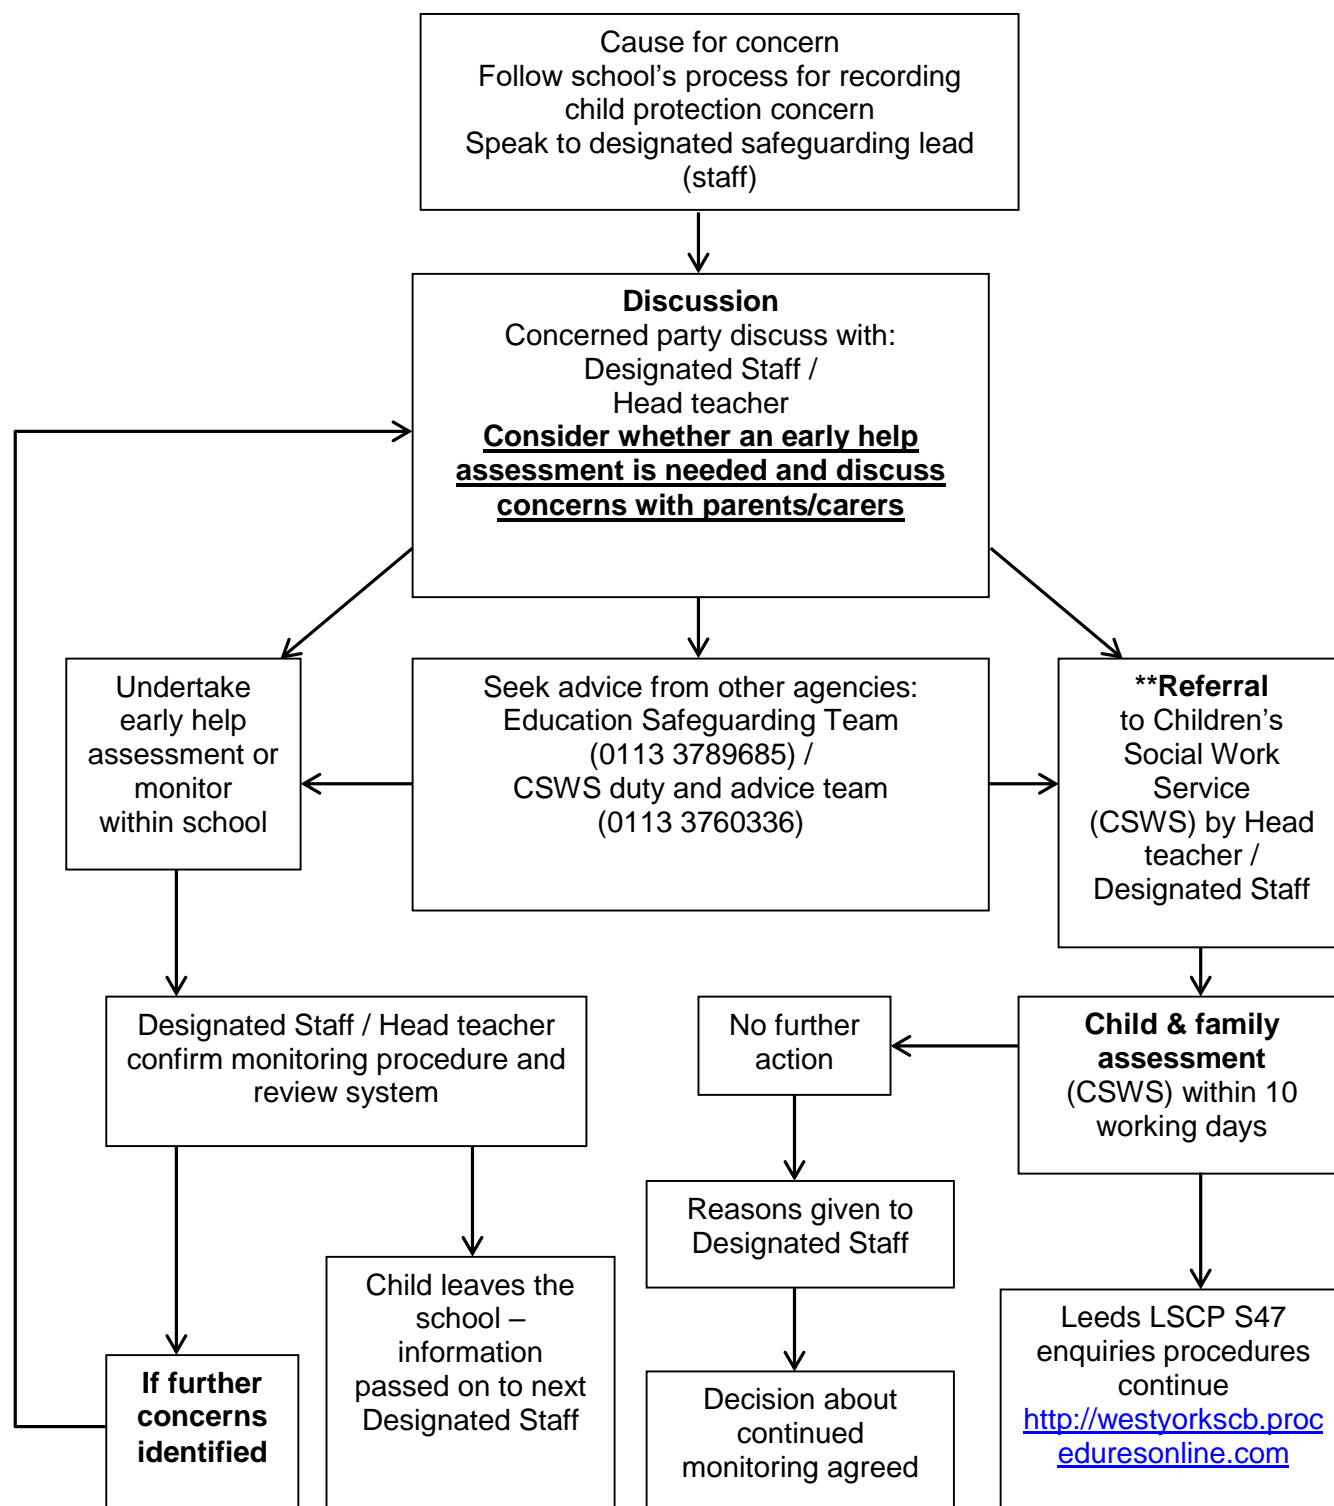 Cause for concern
Follow school’s process for recording
child protection concern
Speak to designated safeguarding lead
(staff)
Discussion
Concerned party discuss with:
Designated Staff /
Head teacher
Consider whether an early help
assessment is needed and discuss
concerns with parents/carers
Undertake
early help
assessment or
monitor
within school
Seek advice from other agencies:
Education Safeguarding Team
(0113 3789685) /
CSWS duty and advice team
(0113 3760336)
**Referral
to Children’s
Social Work
Service
(CSWS) by Head
teacher /
Designated Staff
Designated Staff / Head teacher
confirm monitoring procedure and
review system
No further
action
Child & family
assessment
(CSWS) within 10
working days
Reasons given to
Designated Staff
Child leaves the
school –
information
passed on to next
Designated Staff
Leeds LSCP S47
enquiries procedures
continue
http://westyorkscb.proc
eduresonline.com
If further
concerns
identified
Decision about
continued
monitoring agreed